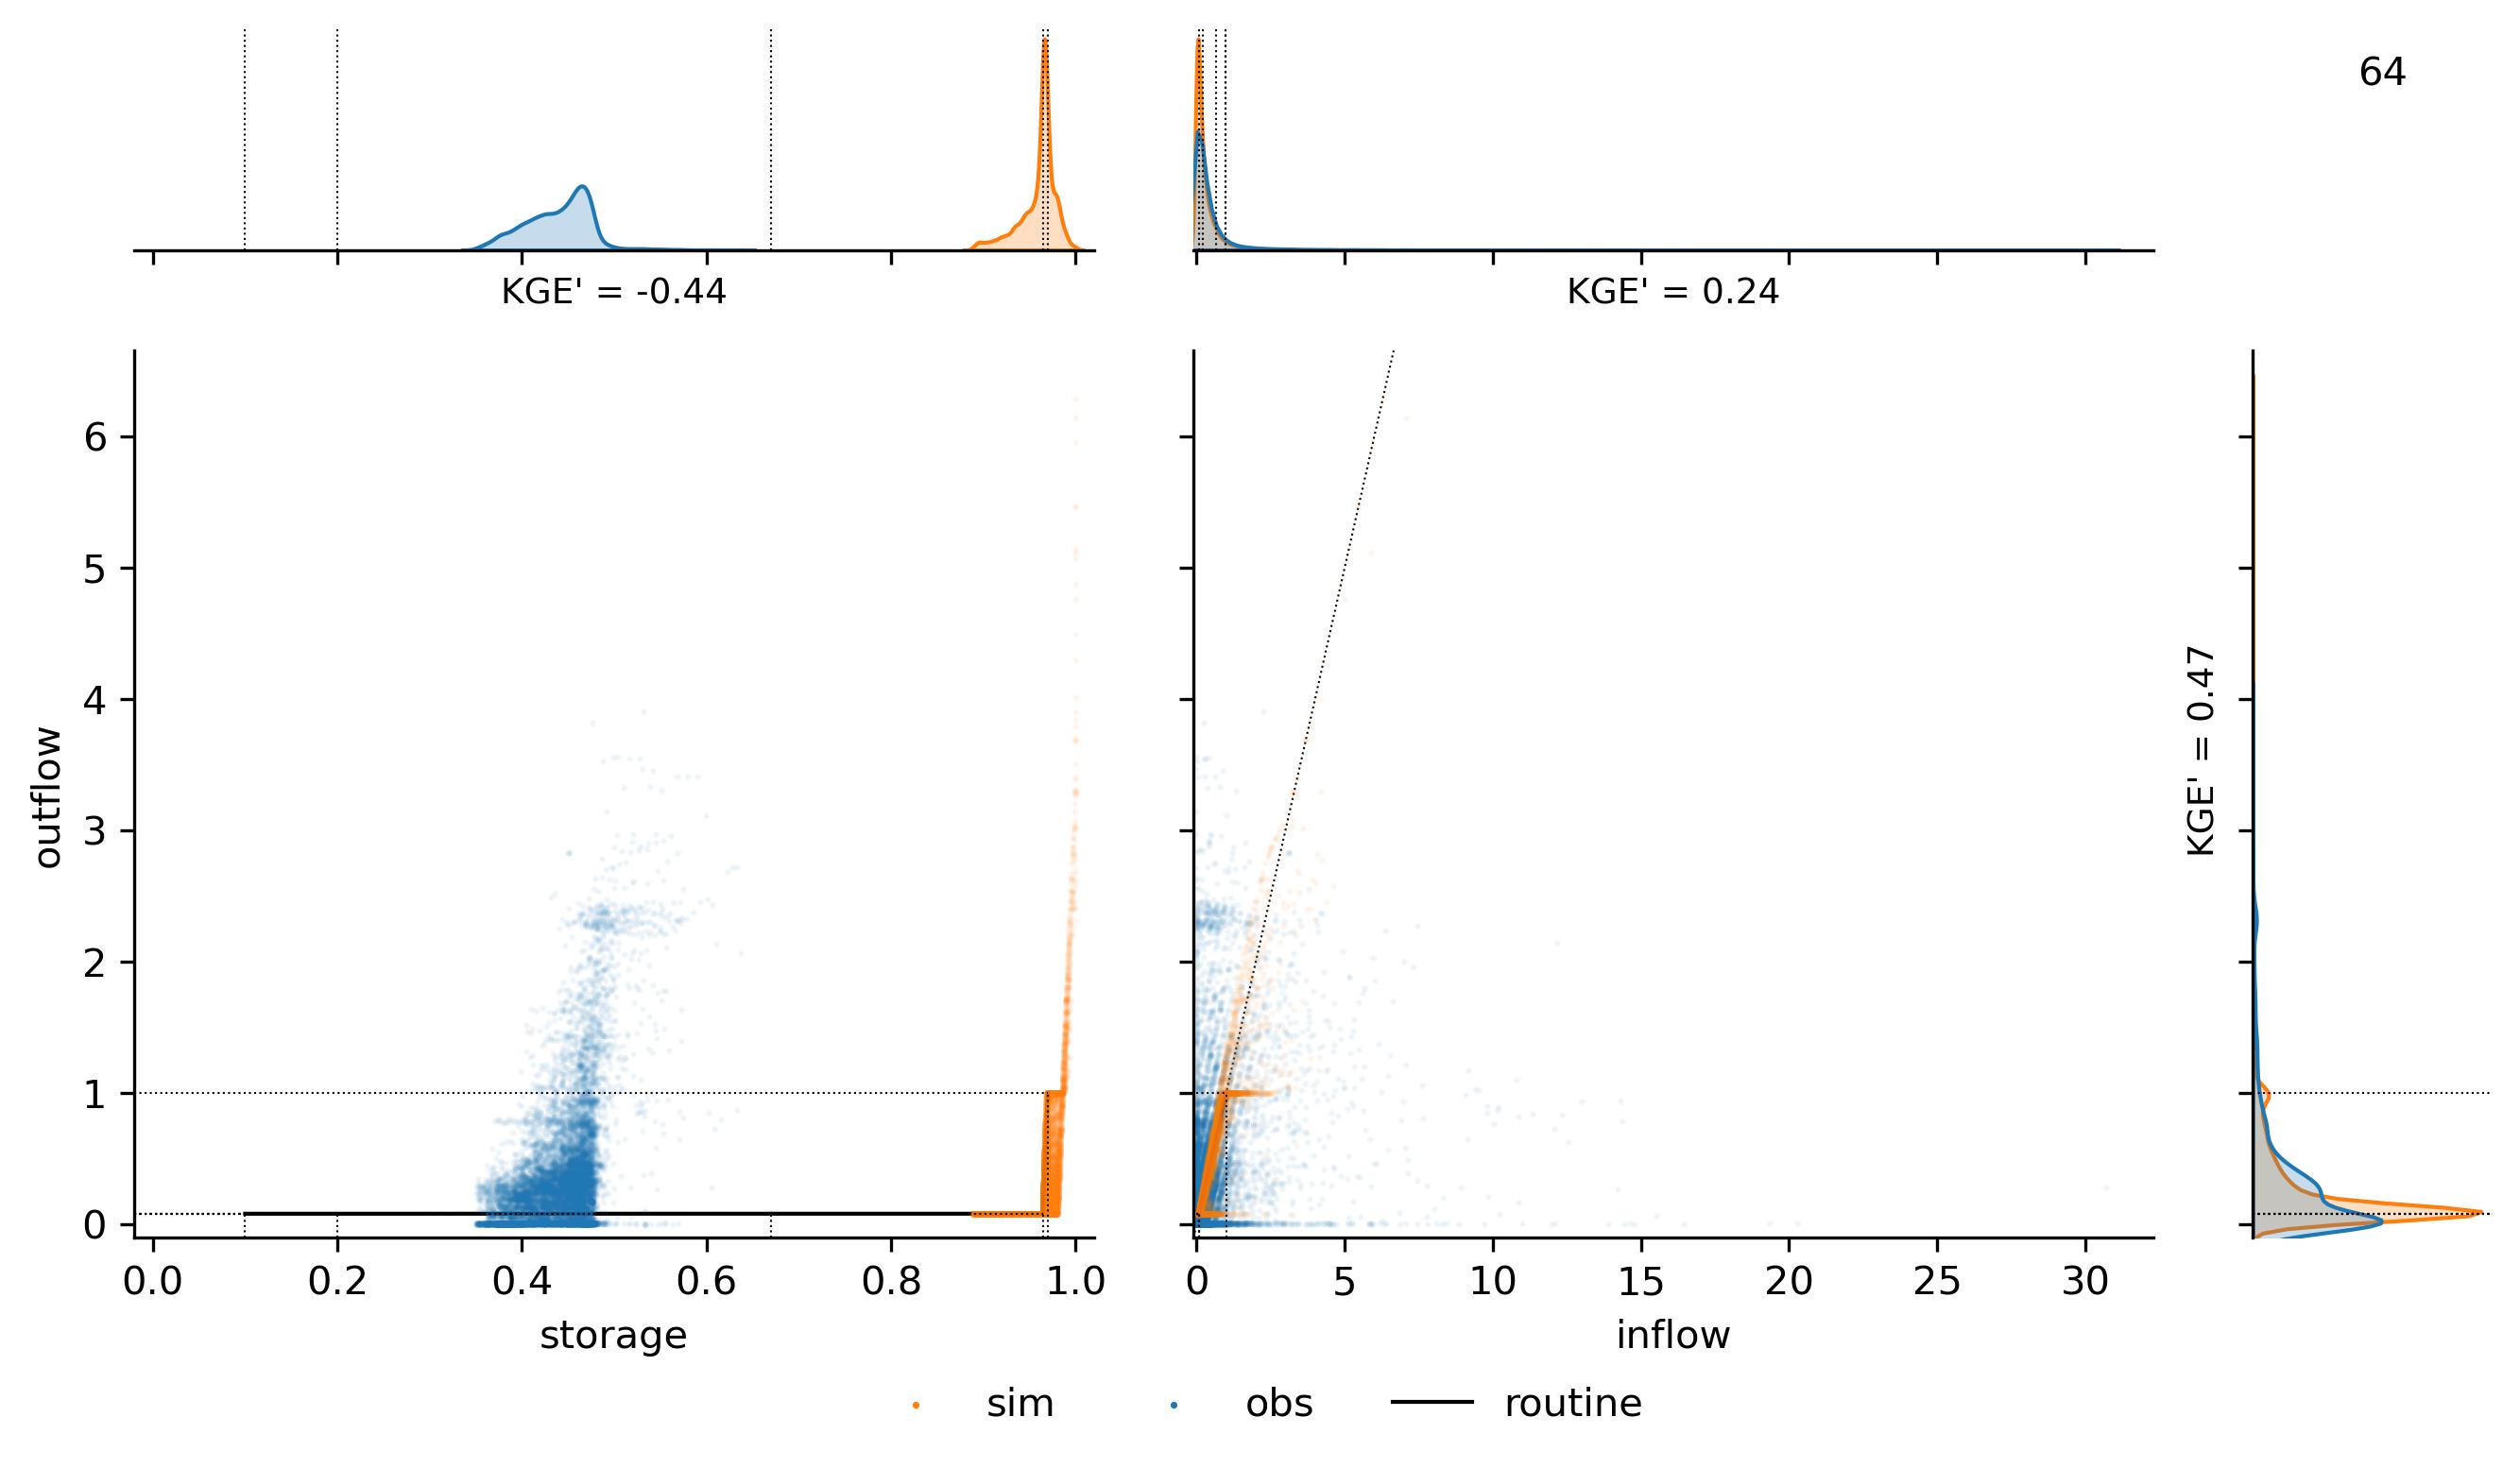 64
KGE' = -0.44
KGE' = 0.24
outflow
6
5
4
3
2
1
0
KGE' = 0.47
0.0 0.2 0.4 0.6 0.8 1.0
0 5 10 15 20 25 30
storage
inflow
sim obs routine